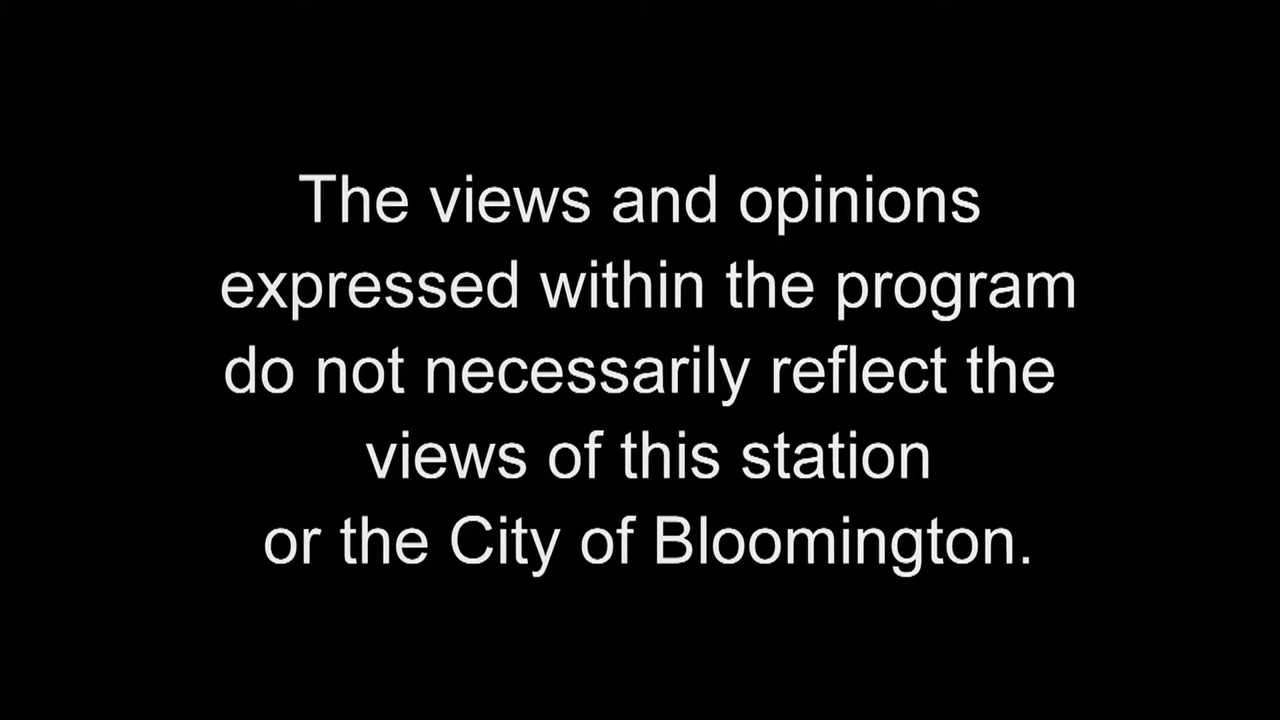 The views and opinions
expressed within the program
do not necessarily reflect the
views of this station
or the City of Bloomington.